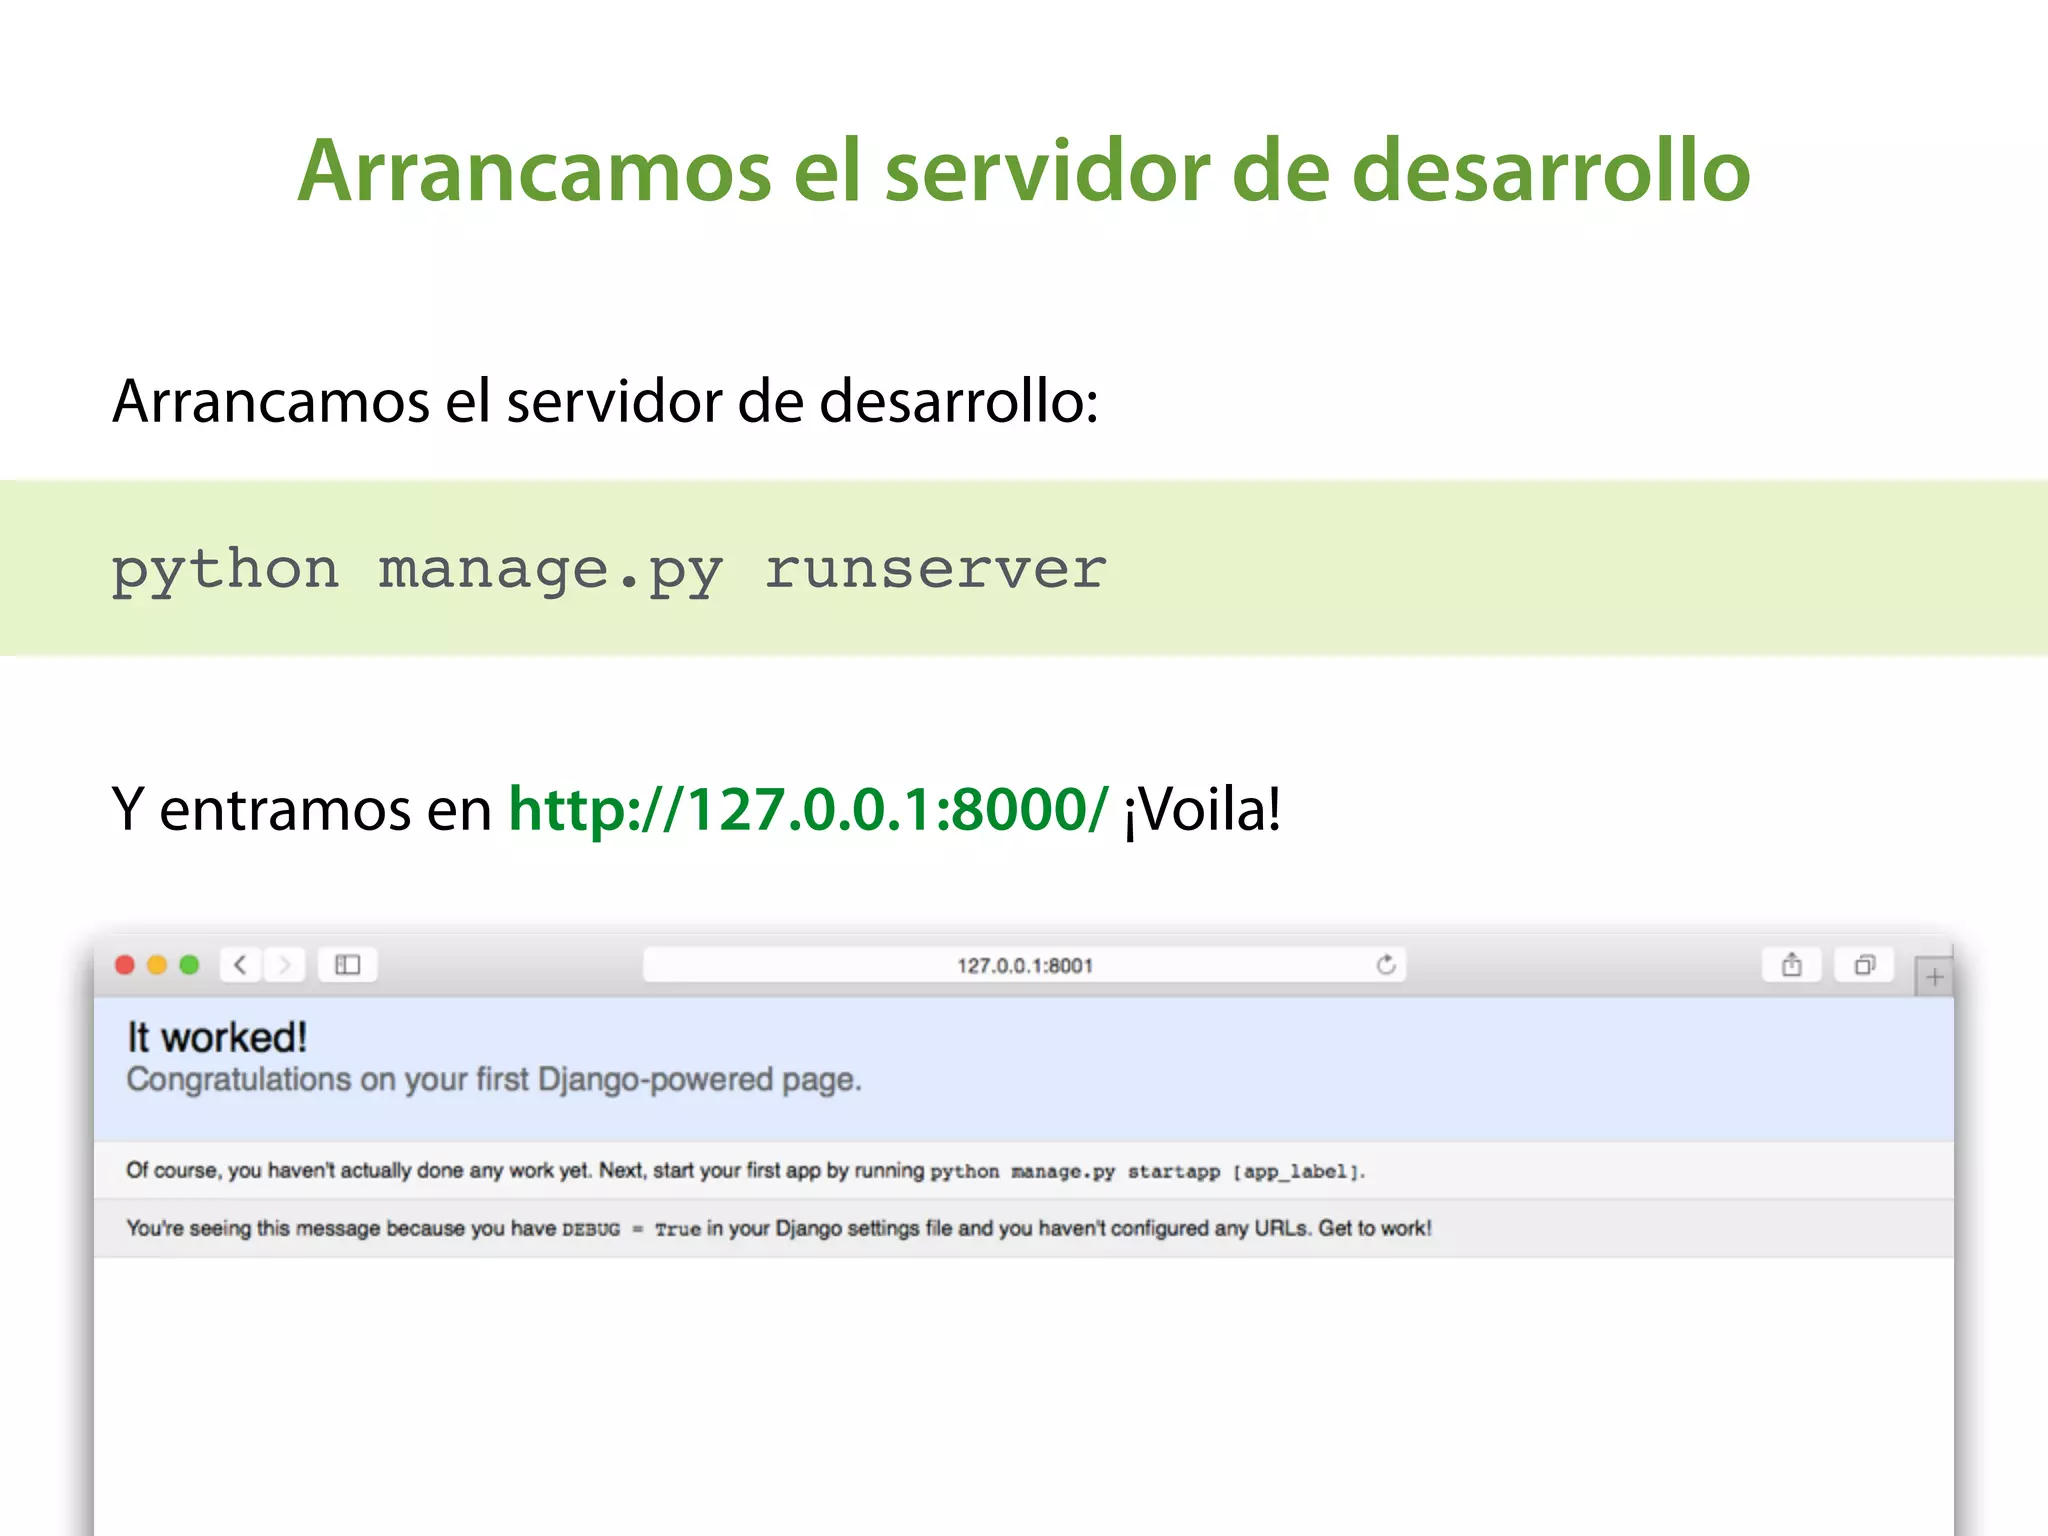 Arrancamos el servidor de desarrollo
Arrancamos el servidor de desarrollo:
python manage.py runserver
Y entramos en http://127.0.0.1:8000/ ¡Voila!
127.0.0.1:8001
It worked!
Congratulations on your first Django-powered page.
Of course, you haven't actually done any work yet. Next, start your first app by running python manage.py startapp [app_label].
You're seeing this message because you have DEBUG = True in your Django settings file and you haven't configured any URLs. Get to work!